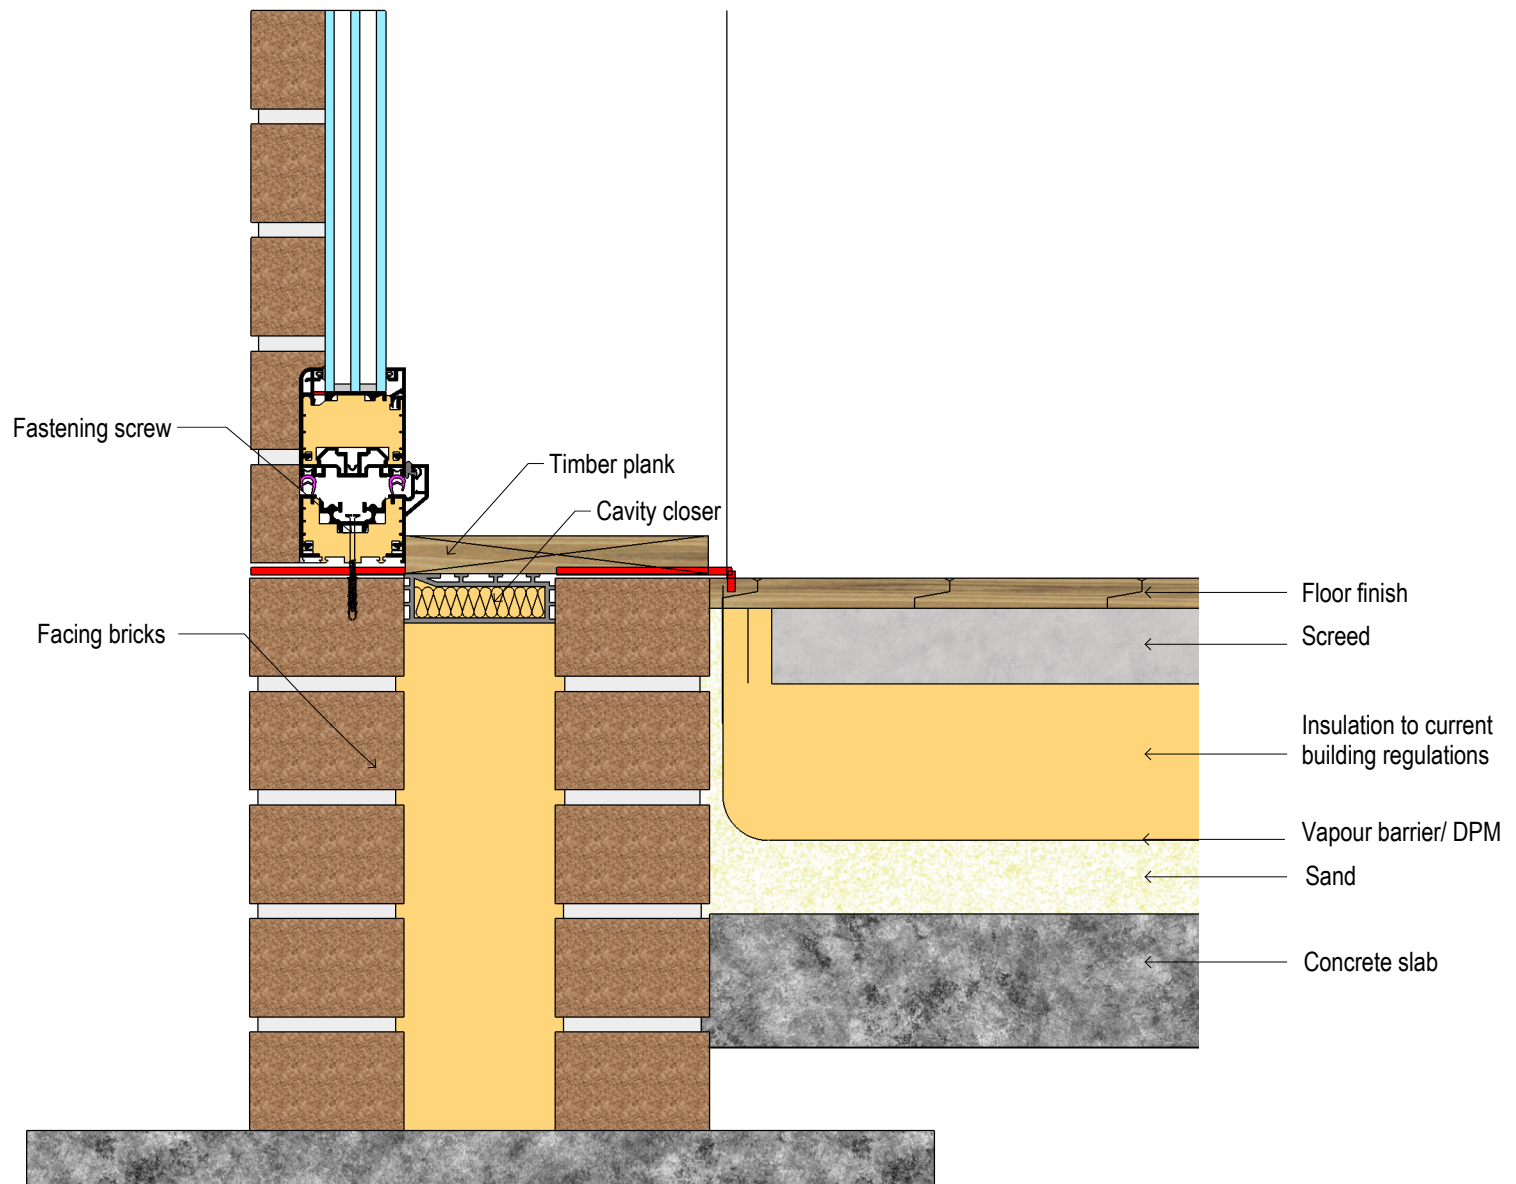 Fastening screw
Timber plank
Cavity closer
Floor finish
Facing bricks
Screed
Insulation to current
building regulations
Vapour barrier/ DPM
Sand
Concrete slab